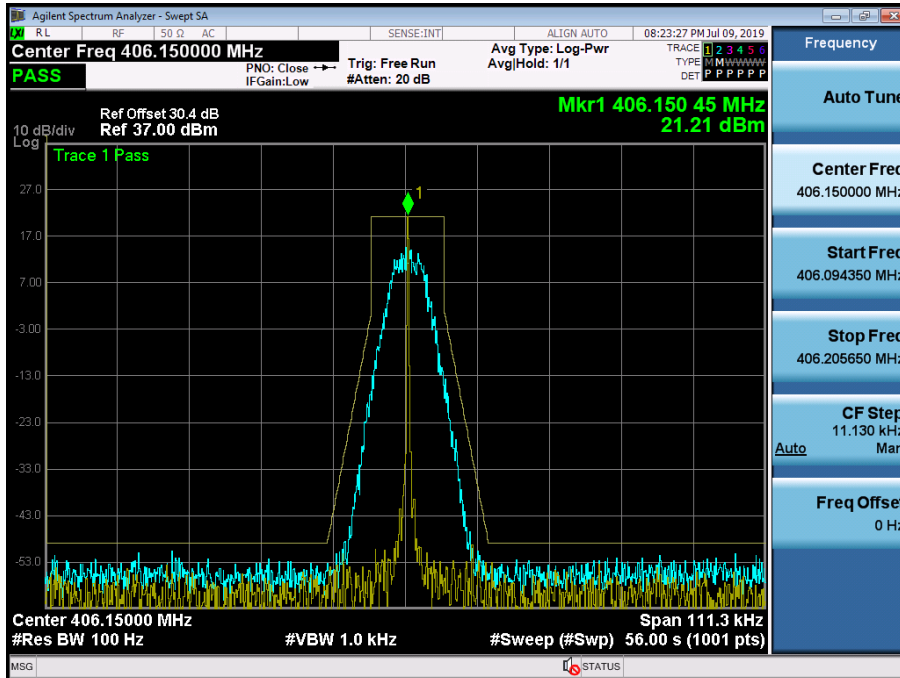 Agilent Spectrum Analyzer - Swept SA
LXI RL RF 50 Ω AC SENSE:INT ALIGN AUTO 08:23:27 PM Jul 09, 2019
Center Freq 406.150000 MHz
PASS
PNO: Close
IFGain:Low
Trig: Free Run
#Atten: 20 dB
Avg Type: Log-Pwr
Avg|Hold: 1/1
TRACE 1 2 3 4 5 6
TYPE M M W W W W
DET P P P P P P
Ref Offset 30.4 dB
10 dB/div Ref 37.00 dBm
Log
Mkr1 406.150 45 MHz
21.21 dBm
Trace 1 Pass
1
27.0
17.0
7.00
-3.00
-13.0
-23.0
-33.0
-43.0
-53.0
Center 406.15000 MHz Span 111.3 kHz
#Res BW 100 Hz #VBW 1.0 kHz #Sweep (#Swp) 56.00 s (1001 pts)
MSG STATUS
Frequency
Auto Tune
Center Freq
406.150000 MHz
Start Freq
406.094350 MHz
Stop Freq
406.205650 MHz
CF Step
11.130 kHz
Auto Man
Freq Offset
0 Hz